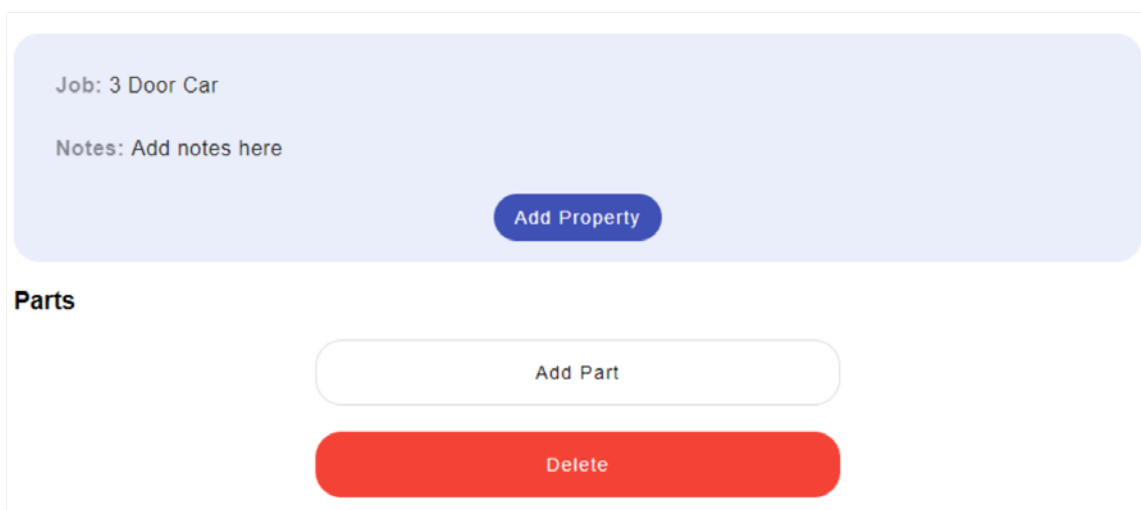 Job: 3 Door Car
Notes: Add notes here
Add Property
Parts
Add Part
Delete